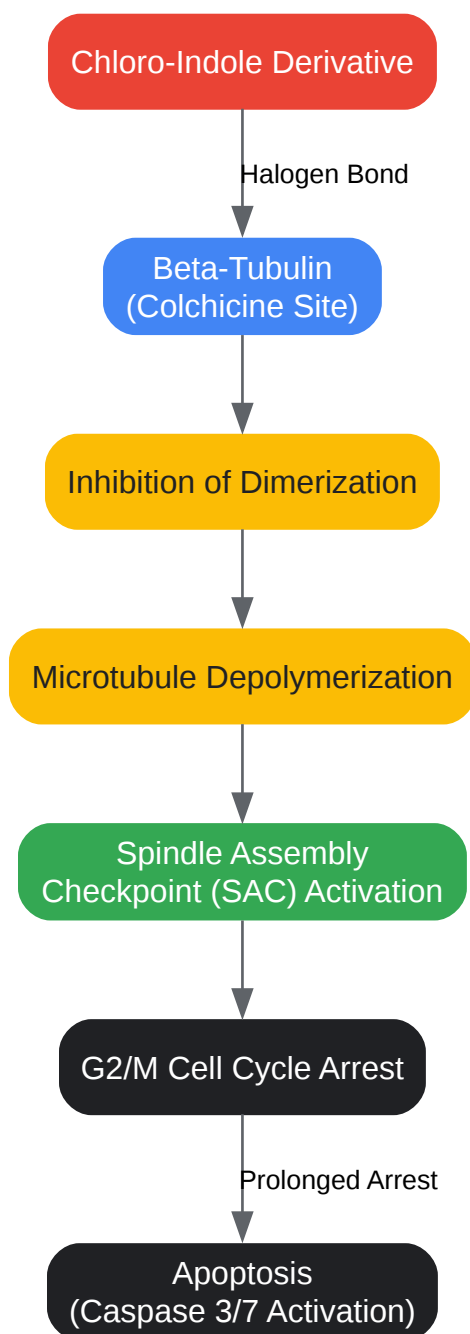 Chloro-Indole Derivative
Halogen Bond
Beta-Tubulin
(Colchicine Site)
Inhibition of Dimerization
Microtubule Depolymerization
Spindle Assembly
Checkpoint (SAC) Activation
G2/M Cell Cycle Arrest
Prolonged Arrest
Apoptosis
(Caspase 3/7 Activation)